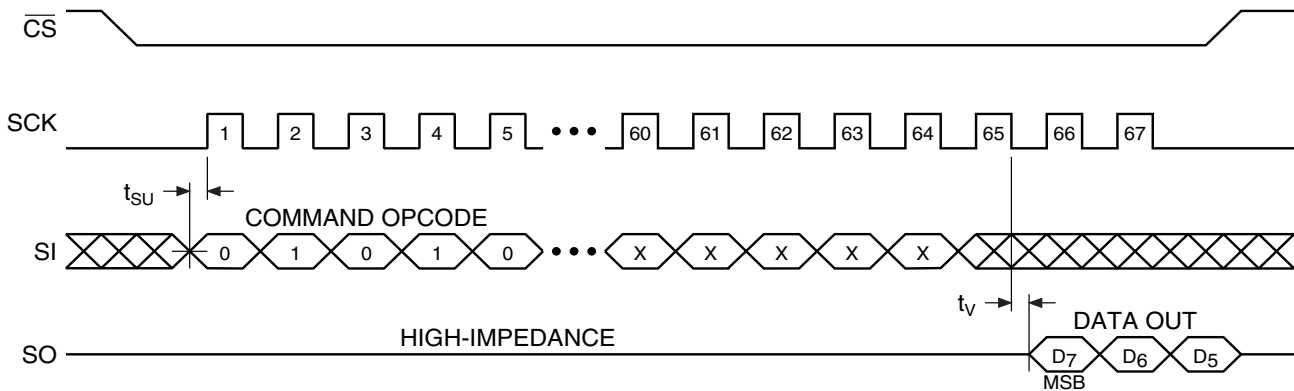 CS
SCK 1 2 3 4 5 ••• 60 61 62 63 64 65 66 67
tSU
COMMAND OPCODE
SI 0 1 0 1 0 ••• X X X X X
tV
HIGH-IMPEDANCE
DATA OUT
SO D7 D6 D5
MSB